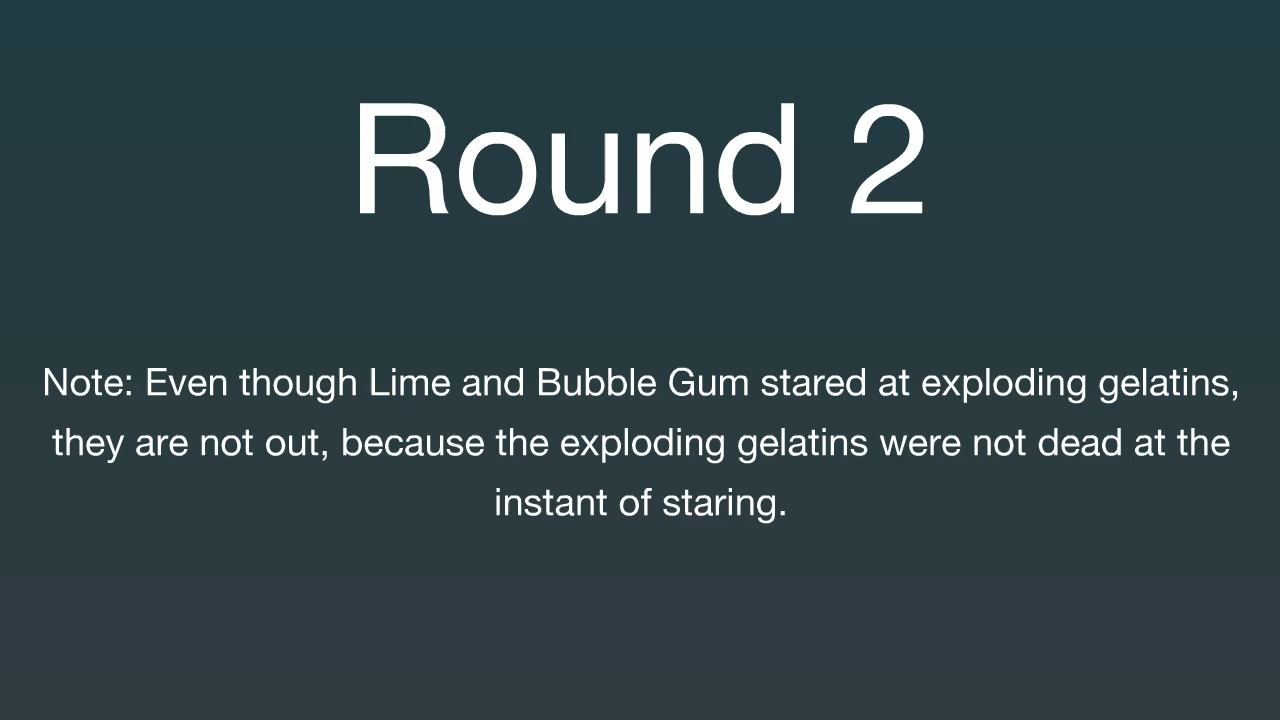 Round 2
Note: Even though Lime and Bubble Gum stared at exploding gelatins,
they are not out, because the exploding gelatins were not dead at the
instant of staring.